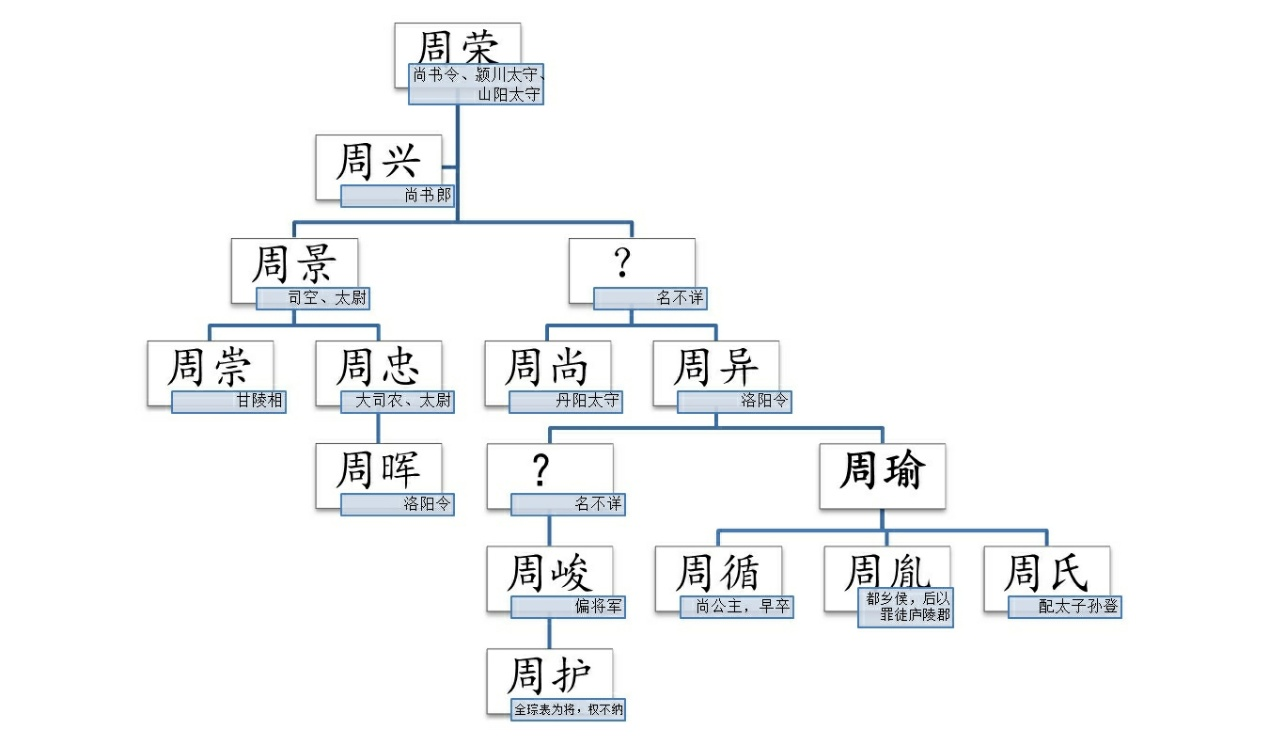 周荣
尚书令、颍川太守、
山阳太守
周兴
尚书郎
周景
司空、太尉
？
名不详
周崇
甘陵相
周忠
大司农、太尉
周尚
丹阳太守
周异
洛阳令
周晖
洛阳令
？
名不详
周瑜
周峻
偏将军
周循
尚公主，早卒
周胤
都乡侯，后以
罪徒庐陵郡
周氏
配太子孙登
周护
全琮表为将，权不纳